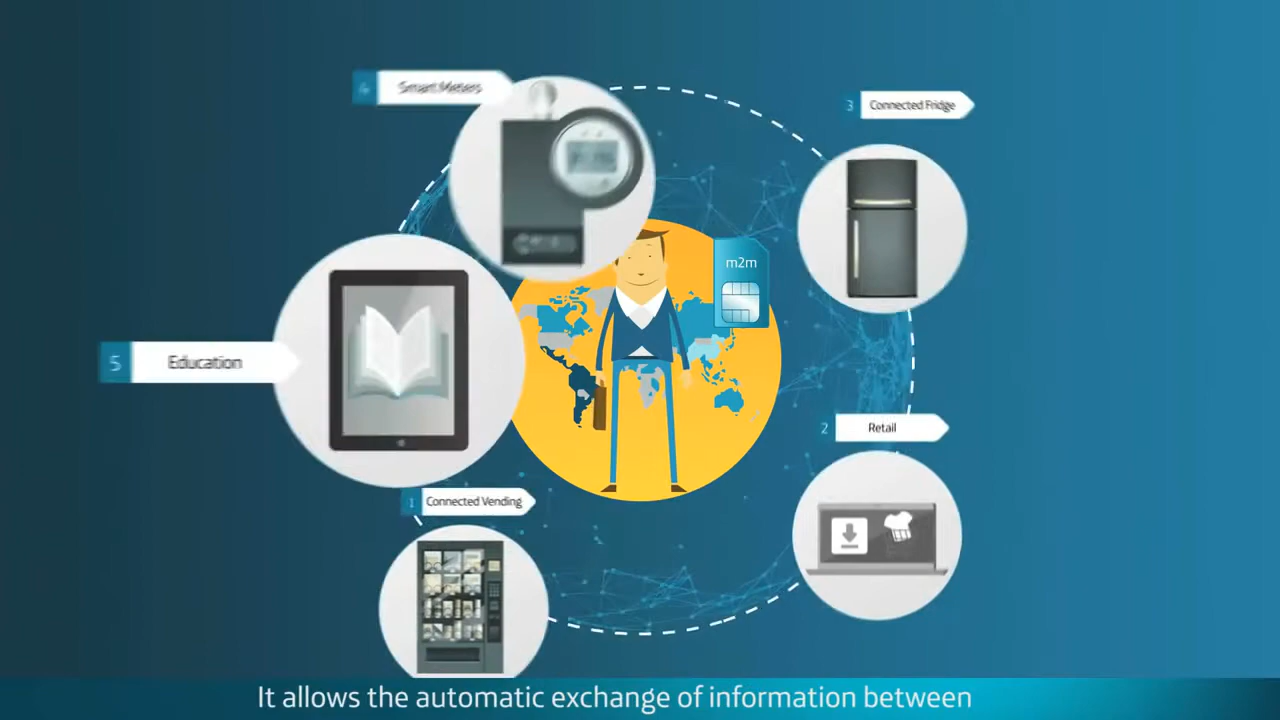 4 Smart Meters
3 Connected Fridge
m2m
5 Education
2 Retail
1 Connected Vending
It allows the automatic exchange of information between